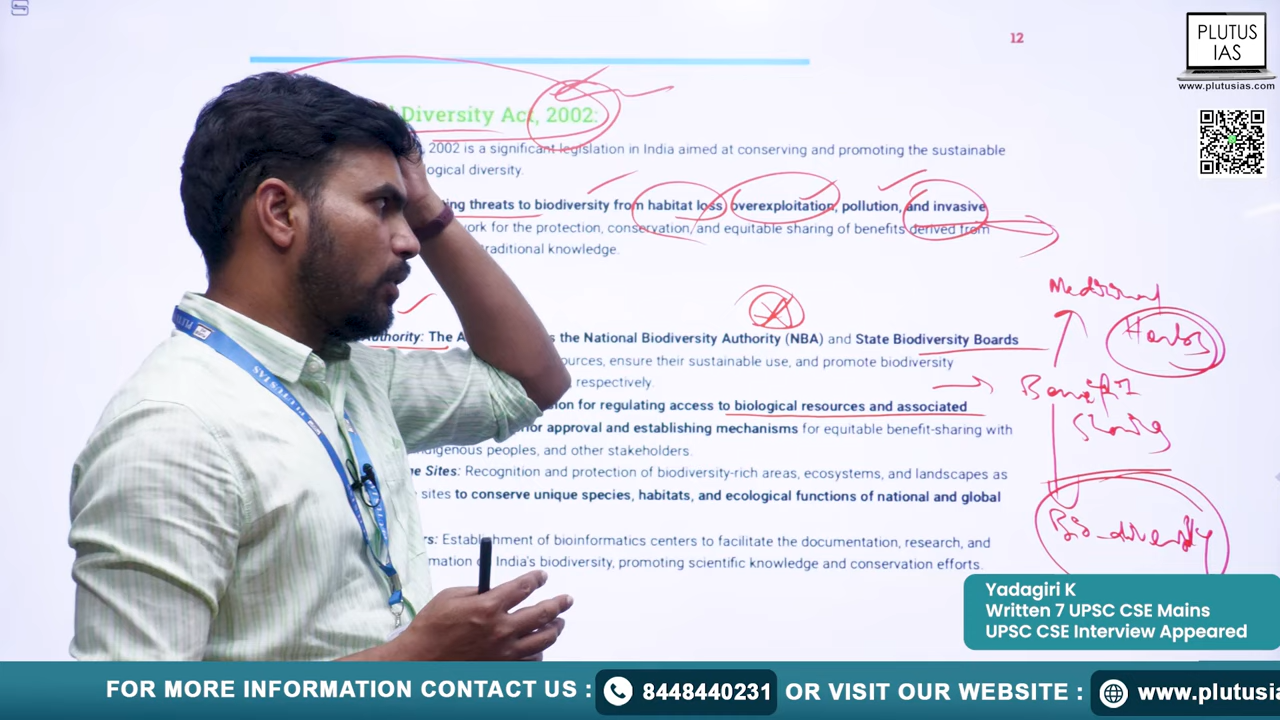 12
PLUTUS
IAS
www.plutusias.com
Diversity Act, 2002:
2002 is a significant legislation in India aimed at conserving and promoting the sustainable
logical diversity.
ing threats to biodiversity from habitat loss, overexploitation, pollution, and invasive
work for the protection, conservation, and equitable sharing of benefits derived from
traditional knowledge.
Authority: The A s the National Biodiversity Authority (NBA) and State Biodiversity Boards
ources, ensure their sustainable use, and promote biodiversity
respectively.
ion for regulating access to biological resources and associated
ior approval and establishing mechanisms for equitable benefit-sharing with
digenous peoples, and other stakeholders.
e Sites: Recognition and protection of biodiversity-rich areas, ecosystems, and landscapes as
sites to conserve unique species, habitats, and ecological functions of national and global
rs: Establishment of bioinformatics centers to facilitate the documentation, research, and
mation of India's biodiversity, promoting scientific knowledge and conservation efforts.
Herbs
Benefit
Sharing
Bio-diversity
PLUTUS IAS
Yadagiri K
Written 7 UPSC CSE Mains
UPSC CSE Interview Appeared
FOR MORE INFORMATION CONTACT US : 8448440231 OR VISIT OUR WEBSITE : www.plutusia